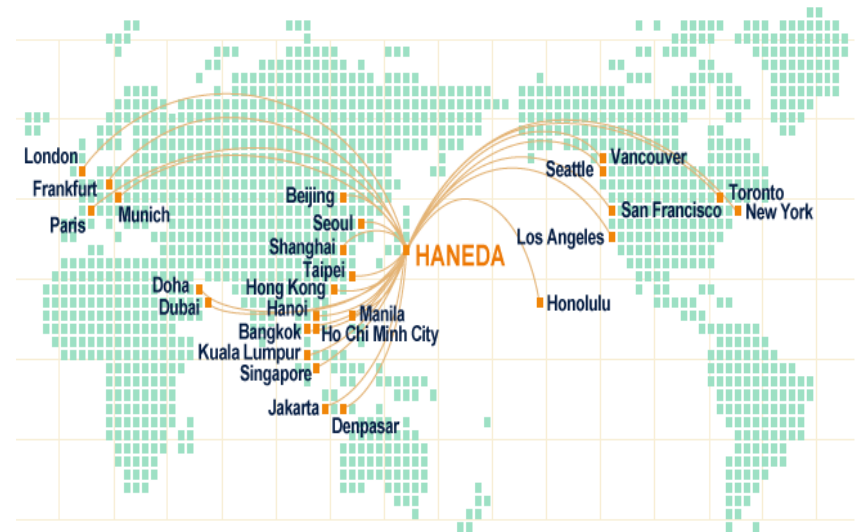 London
Frankfurt
Paris
Munich
Beijing
Seoul
Shanghai
Taipei
Hong Kong
Hanoi
Manila
Bangkok
Ho Chi Minh City
Kuala Lumpur
Singapore
Jakarta
Denpasar
Doha
Dubai
HANEDA
Vancouver
Seattle
San Francisco
Toronto
New York
Los Angeles
Honolulu